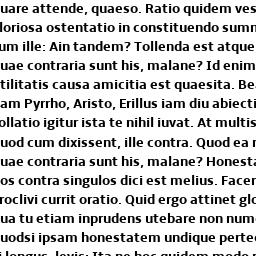 uare attende, quaeso. Ratio quidem ves
loriosa ostentatio in constituendo summ
um ille: Ain tandem? Tollenda est atque
uae contraria sunt his, malane? Id enim
tilitatis causa amicitia est quaesita. Bea
am Pyrrho, Aristo, Erillus iam diu abiecti
ollatio igitur ista te nihil iuvat. At multis
uod cum dixissent, ille contra. Quod ea n
uae contraria sunt his, malane? Honesta
os contra singulos dici est melius. Facer
roclivi currit oratio. Quid ergo attinet glo
ua tu etiam inprudens utebare non num
uodsi ipsam honestatem undique perte